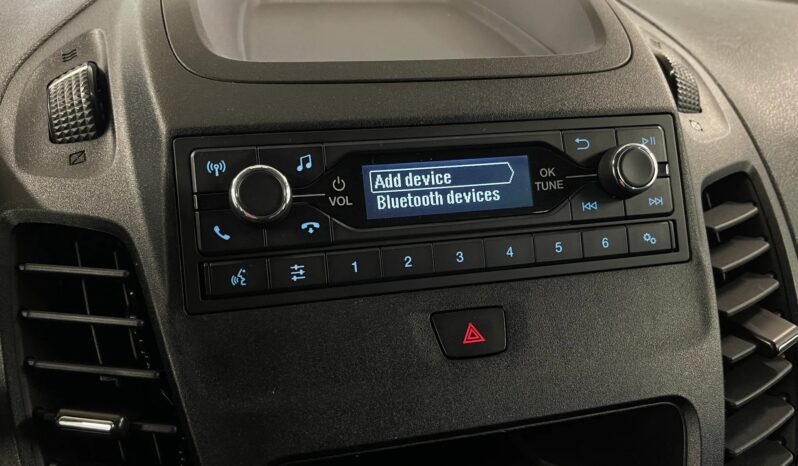 Add device
Bluetooth devices
VOL
OK
TUNE
1 2 3 4 5 6